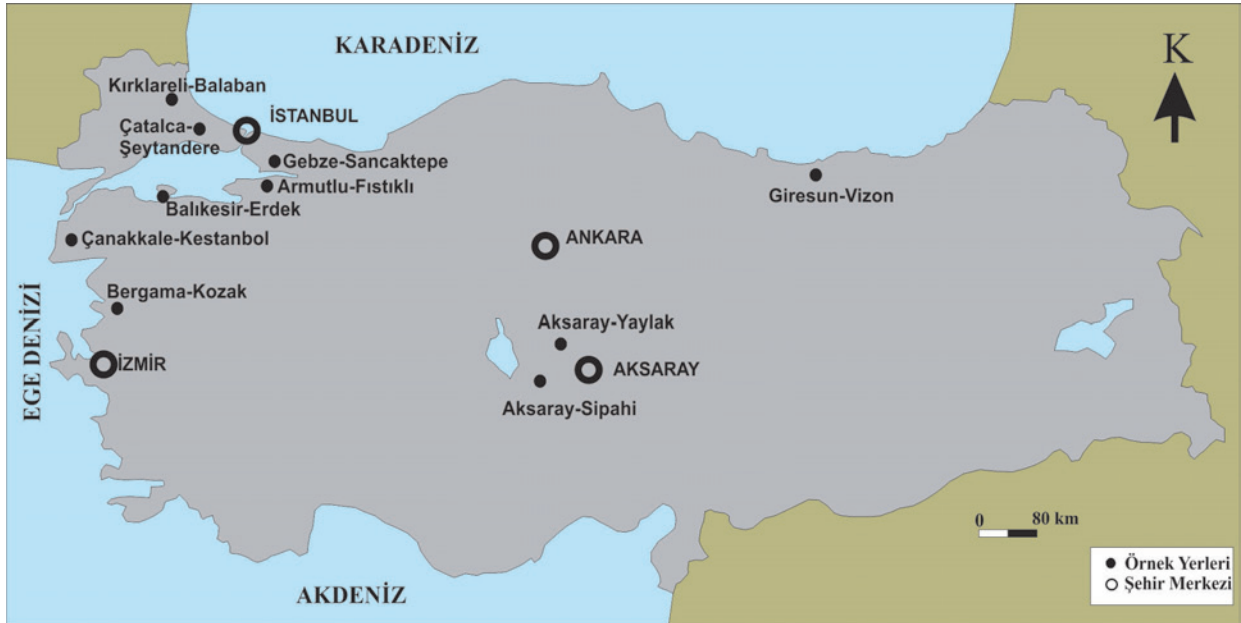 KARADENİZ
K
Kırklareli-Balaban
İSTANBUL
Çatalca-
Şeytandere
Gebze-Sancaktepe
Armutlu-Fıstıklı
Balıkesir-Erdek
Giresun-Vizon
Çanakkale-Kestanbol
ANKARA
Bergama-Kozak
EGE DENİZİ
Aksaray-Yaylak
İZMİR
AKSARAY
Aksaray-Sipahi
0 80 km
Örnek Yerleri
Şehir Merkezi
AKDENİZ